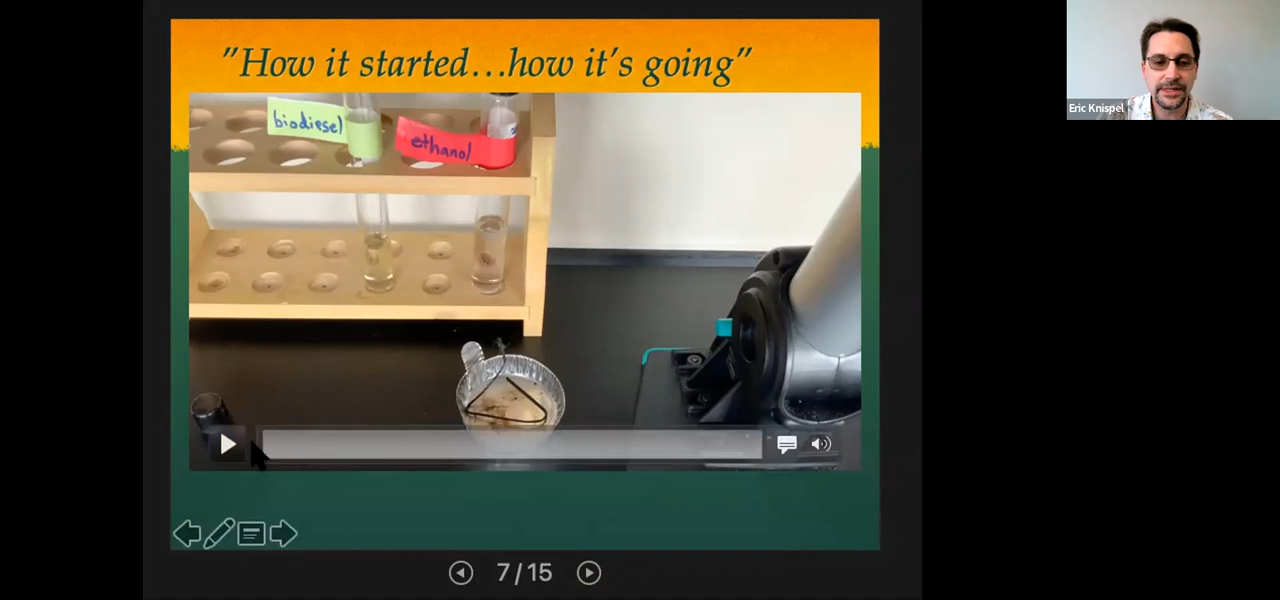 "How it started...how it's going"
biodiesel
ethanol
Eric Knispel
7/15